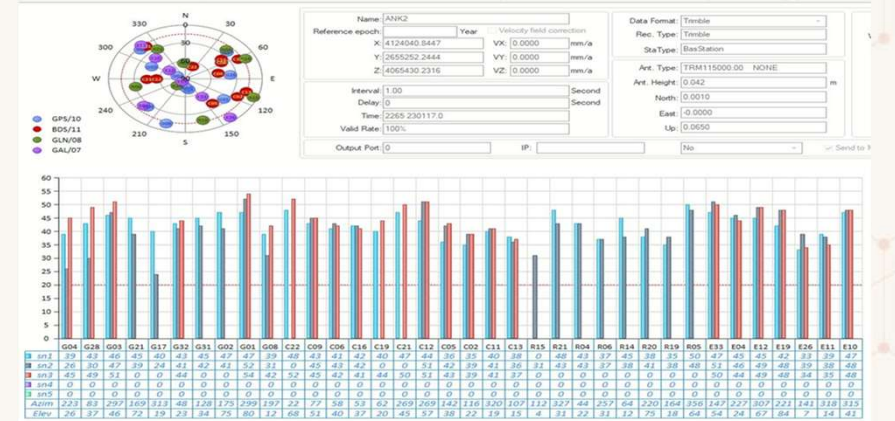 N
330
30
300
60
W
E
240
120
210
150
S
GPS/10
BDS/11
GLN/08
GAL/07
Name: ANK2
Reference epoch: Year Velocity field correction
X: 4124040.8447 VX: 0.0000 mm/a
Y: 2655252.2444 VY: 0.0000 mm/a
Z: 4065430.2316 VZ: 0.0000 mm/a
Interval: 1.00 Second
Delay: 0 Second
Time: 2265 230117.0
Valid Rate: 100%
Output Port: 0 IP: No
Data Format: Trimble
Rec. Type: Trimble
StaType: BasStation
Ant. Type: TRM115000.00 NONE
Ant. Height: 0.042 m
North: 0.0010
East: -0.0000
Up: 0.0650
Send to
60
55
50
45
40
35
30
25
20
15
10
5
0
G04 G28 G03 G21 G17 G32 G31 G02 G01 G08 C22 C09 C06 C16 C19 C21 C12 C05 C02 C11 C13 R15 R21 R04 R06 R14 R20 R19 R05 E33 E04 E12 E19 E26 E11 E10
sn1 39 43 46 45 40 43 45 47 47 39 48 43 41 42 40 47 44 36 35 40 38 0 48 43 37 45 38 35 50 47 45 45 42 33 39 47
sn2 26 30 47 39 24 41 42 41 52 31 0 45 43 42 0 0 51 42 39 41 36 31 43 43 37 38 41 38 48 51 46 49 48 39 38 48
sn3 45 49 51 0 0 44 0 0 54 42 52 45 42 41 44 50 51 43 39 41 37 0 0 0 0 0 0 0 0 50 44 49 48 34 35 48
sn4 0 0 0 0 0 0 0 0 0 0 0 0 0 0 0 0 0 0 0 0 0 0 0 0 0 0 0 0 0 0 0 0 0 0 0 0
sn5 0 0 0 0 0 0 0 0 0 0 0 0 0 0 0 0 0 0 0 0 0 0 0 0 0 0 0 0 0 0 0 0 0 0 0 0
Azim 223 83 297 169 313 48 128 175 299 197 22 77 58 53 62 269 269 142 116 320 107 112 327 44 257 64 220 164 356 147 227 307 221 141 318 315
Elev 26 37 46 72 19 23 34 75 80 12 68 51 40 37 20 45 57 38 22 19 15 4 31 22 31 12 75 18 64 54 24 67 84 7 14 41